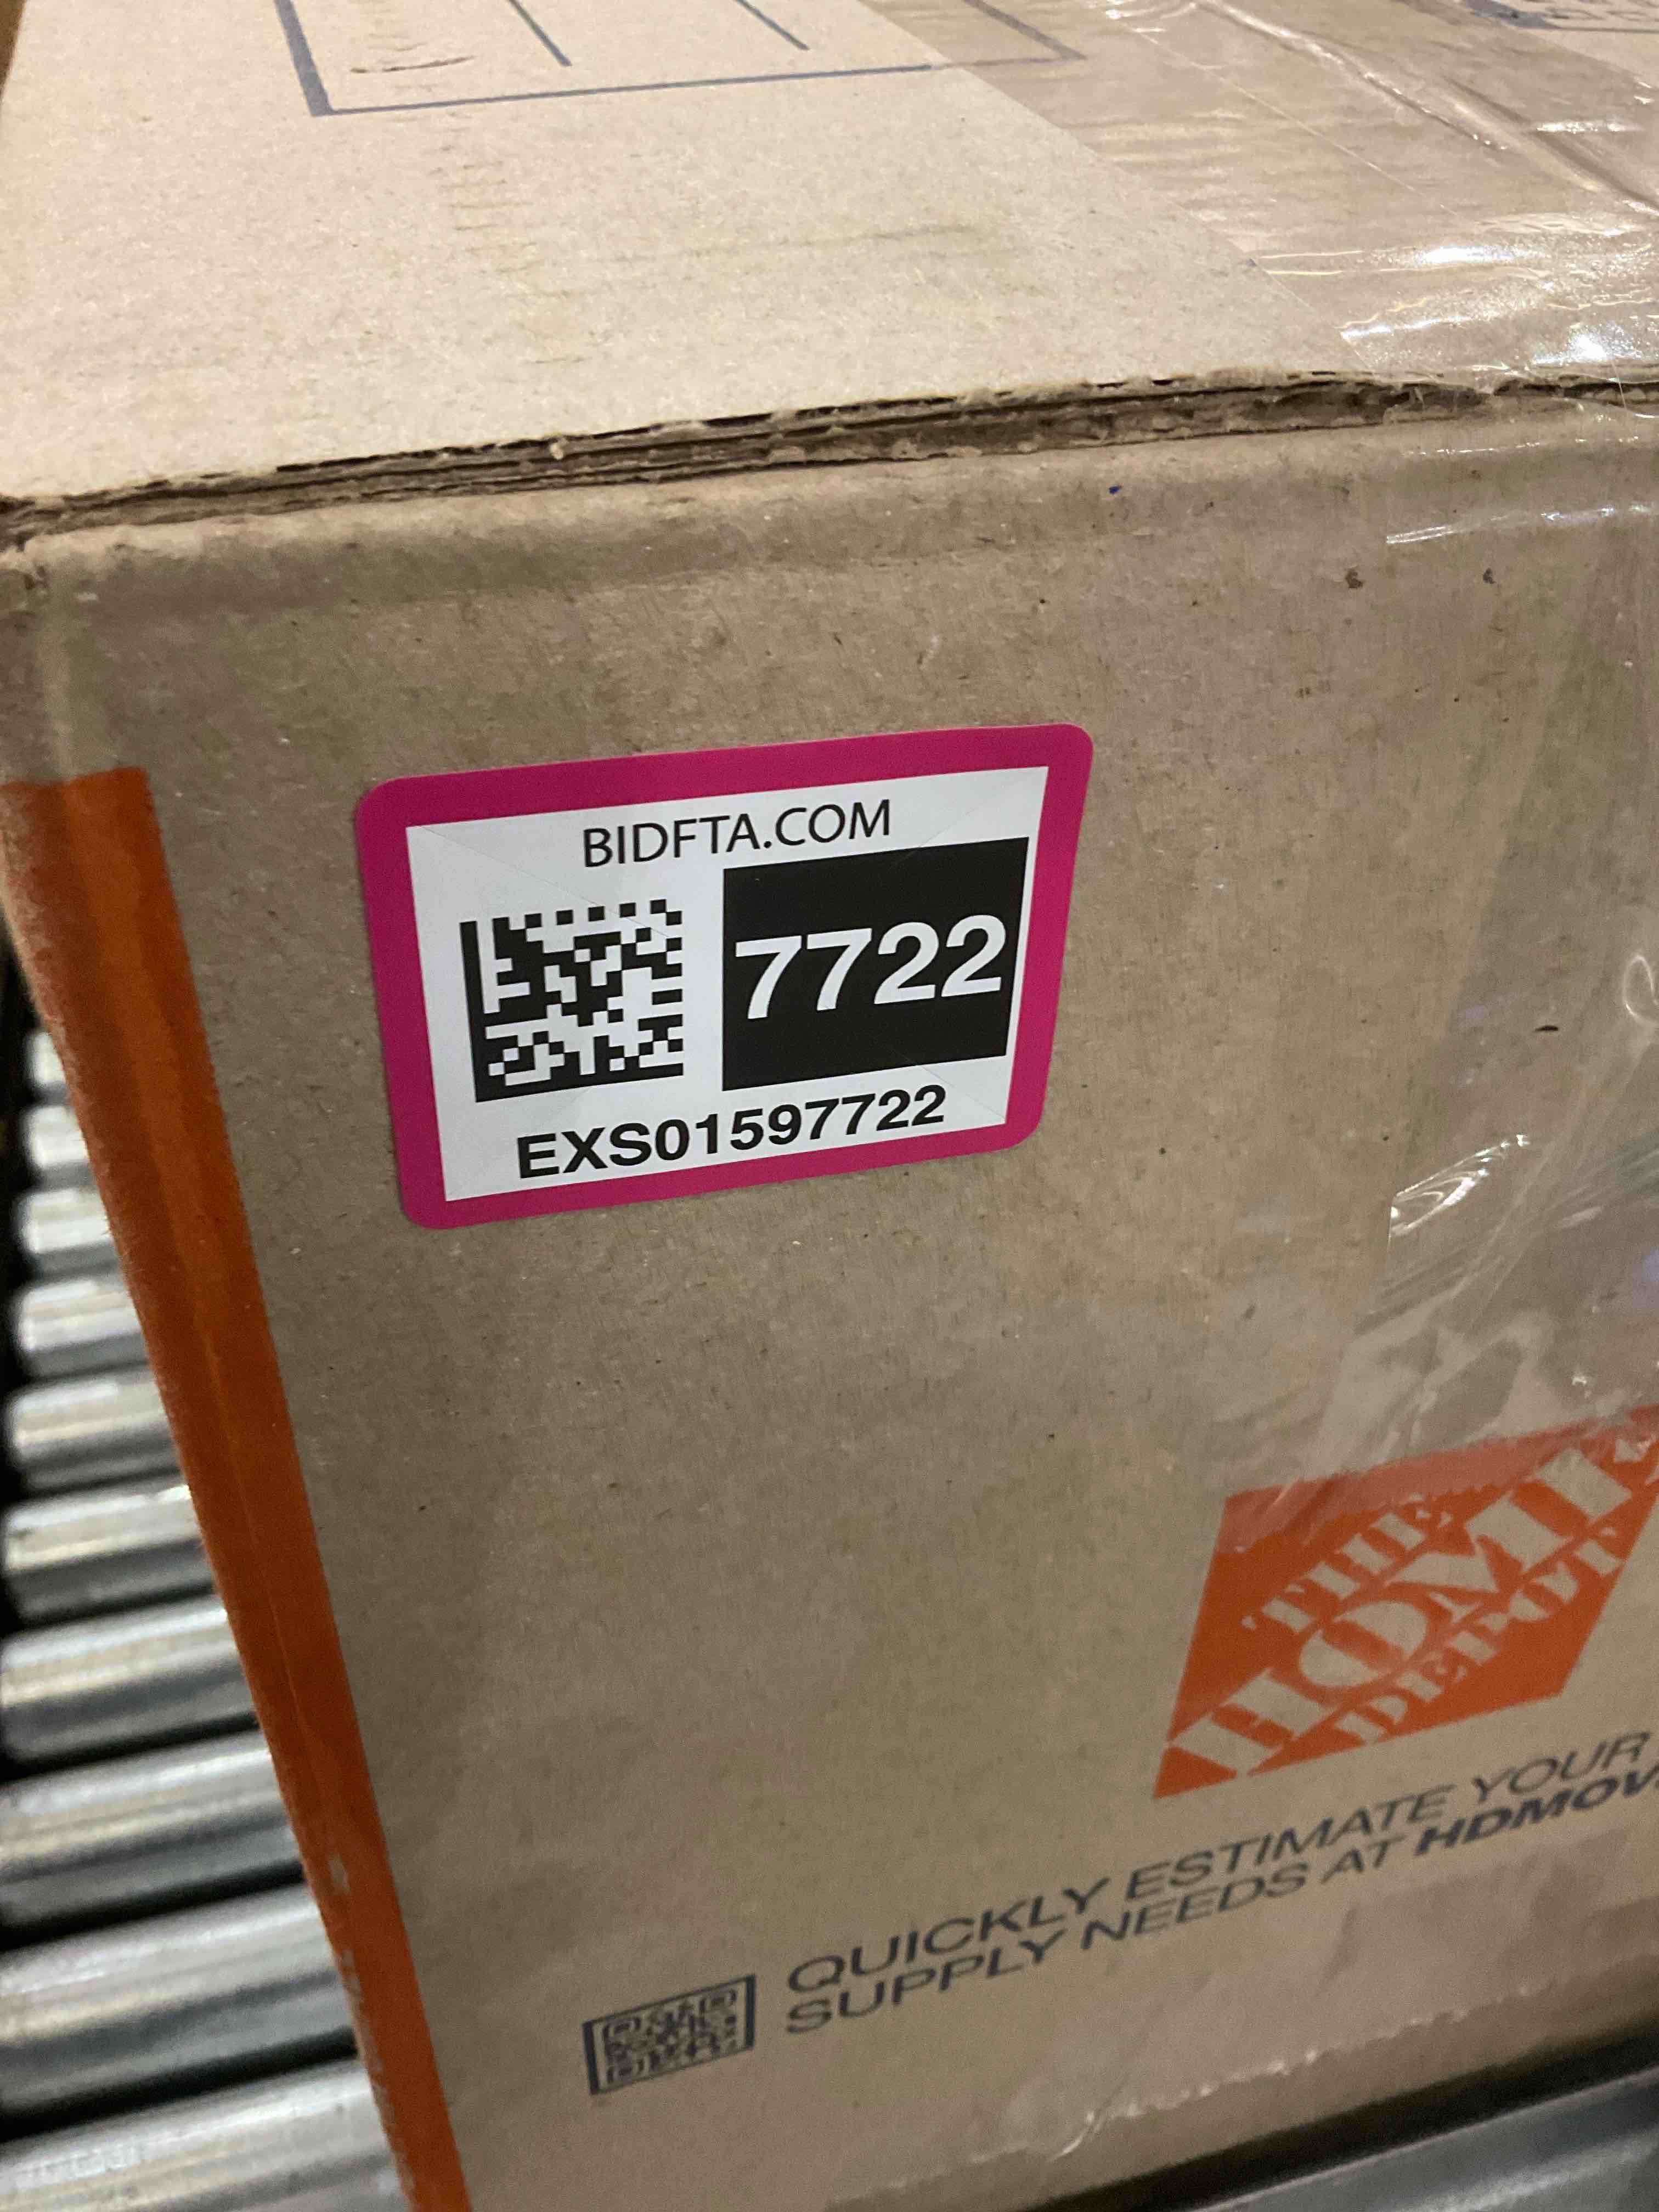 BIDFTA.COM
7722
EXS01597722
THE
HOME
DEPOT
QUICKLY ESTIMATE YOUR
SUPPLY NEEDS AT HDMOV